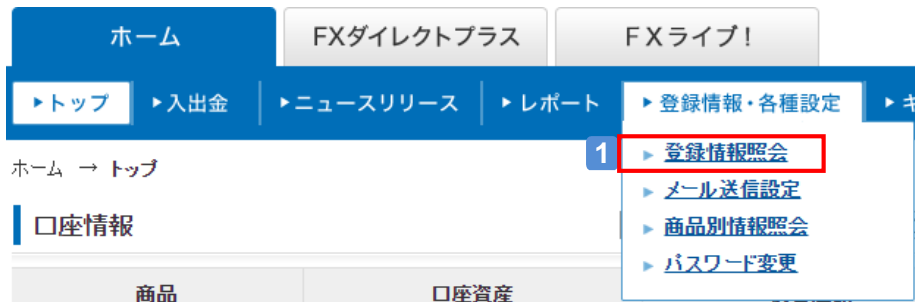 ホーム FXダイレクトプラス FXライブ!
トップ 入出金 ニュースリリース レポート 登録情報・各種設定
1 登録情報照会
ホーム → トップ
メール送信設定
口座情報
商品別情報照会
パスワード変更
商品 口座資産